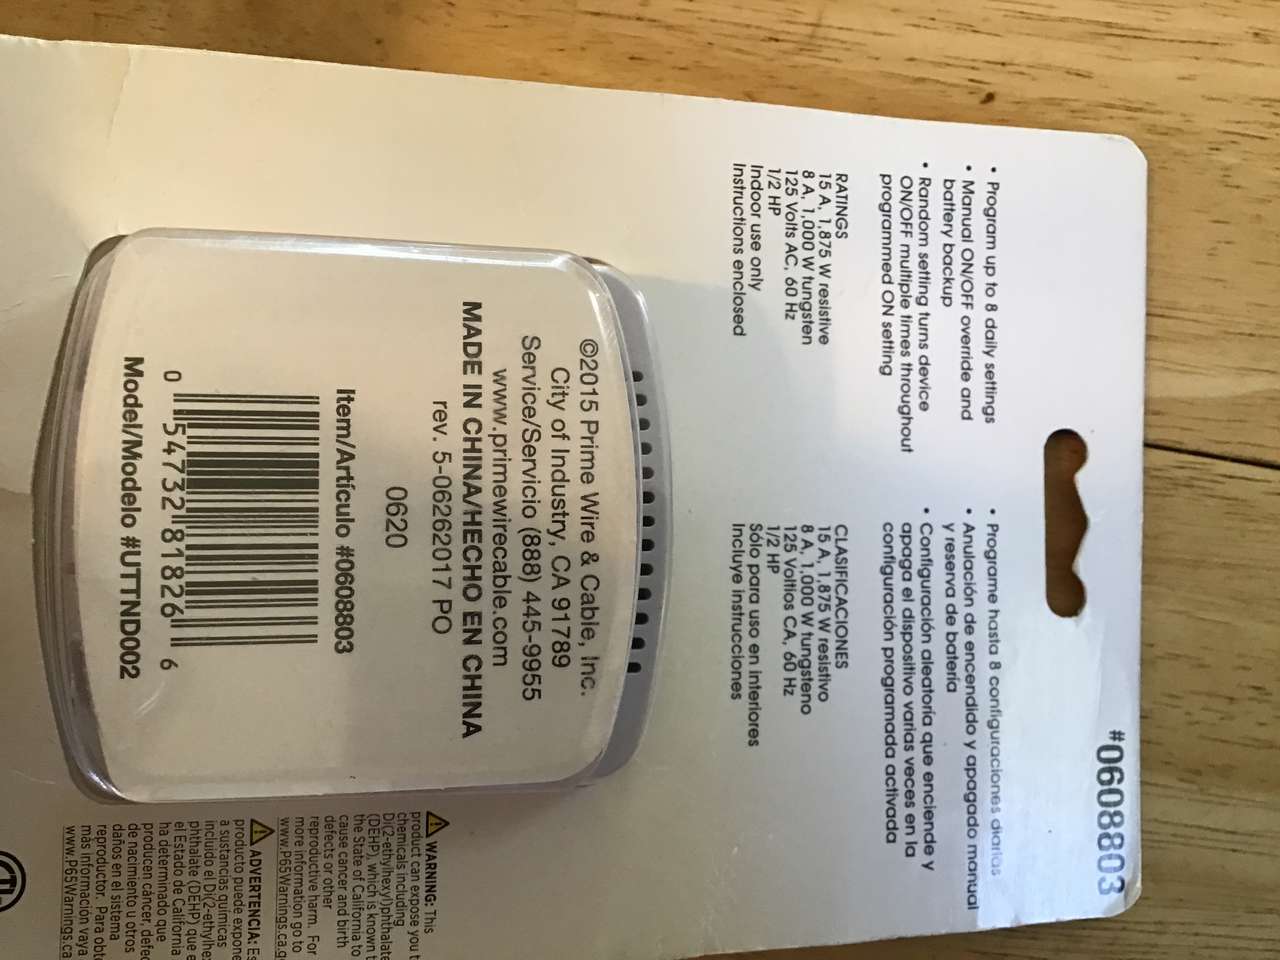 #0608803
• Program up to 8 daily settings
• Manual ON/OFF override and
battery backup
• Random setting turns device
ON/OFF multiple times throughout
programmed ON setting
RATINGS
15 A, 1,875 W resistive
8 A, 1,000 W tungsten
125 Volts AC, 60 Hz
1/2 HP
Indoor use only
Instructions enclosed
• Programe hasta 8 configuraciones diarias
• Anulación de encendido y apagado manual
y reserva de batería
• Configuración aleatoria que enciende y
apaga el dispositivo varias veces en la
configuración programada activada
CLASIFICACIONES
15 A, 1,875 W resistivo
8 A, 1,000 W tungsteno
125 Voltios CA, 60 Hz
1/2 HP
Sólo para uso en interiores
Incluye instrucciones
©2015 Prime Wire & Cable, Inc.
City of Industry, CA 91789
Service/Servicio (888) 445-9955
www.primewirecable.com
MADE IN CHINA/HECHO EN CHINA
rev. 5-06262017 PO
0620
Item/Artículo #0608803
0 54732 81826 6
Model/Modelo #UTTND002
WARNING: This
product can expose you t
chemicals including
Di(2-ethylhexyl)phthalate
(DEHP), which is known t
the State of California to
cause cancer and birth
defects or other
reproductive harm. For
more information go to
www.P65Warnings.ca.g
ADVERTENCIA: Es
producto puede expone
a sustancias químicas
incluido el Di(2-ethylhe
phthalate (DEHP) que e
el Estado de California
ha determinado que
producen cáncer, defec
de nacimiento u otros
daños en el sistema
reproductor. Para obt
más información vaya
www.P65Warnings.ca